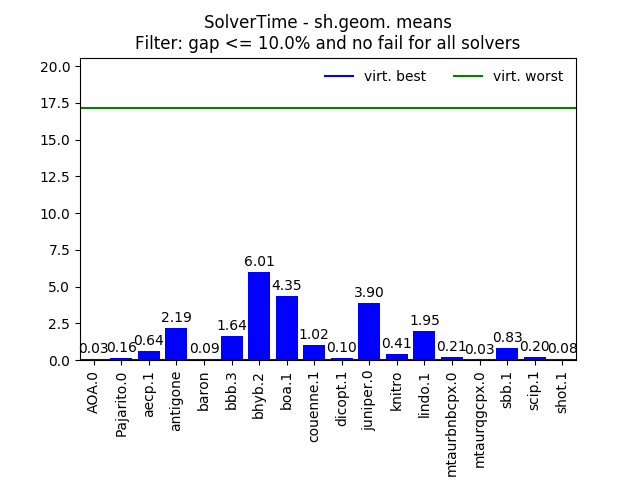 SolverTime - sh.geom. means
Filter: gap <= 10.0% and no fail for all solvers
virt. best
virt. worst
20.0
17.5
15.0
12.5
10.0
7.5
5.0
2.5
0.0
0.03
0.16
0.64
2.19
0.09
1.64
6.01
4.35
1.02
0.10
3.90
0.41
1.95
0.21
0.03
0.83
0.20
0.08
AOA.0
Pajarito.0
aecp.1
antigone
baron
bbb.3
bhyb.2
boa.1
couenne.1
dicopt.1
juniper.0
knitro
lindo.1
mtaurbnbcpx.0
mtaurqgcpx.0
sbb.1
scip.1
shot.1